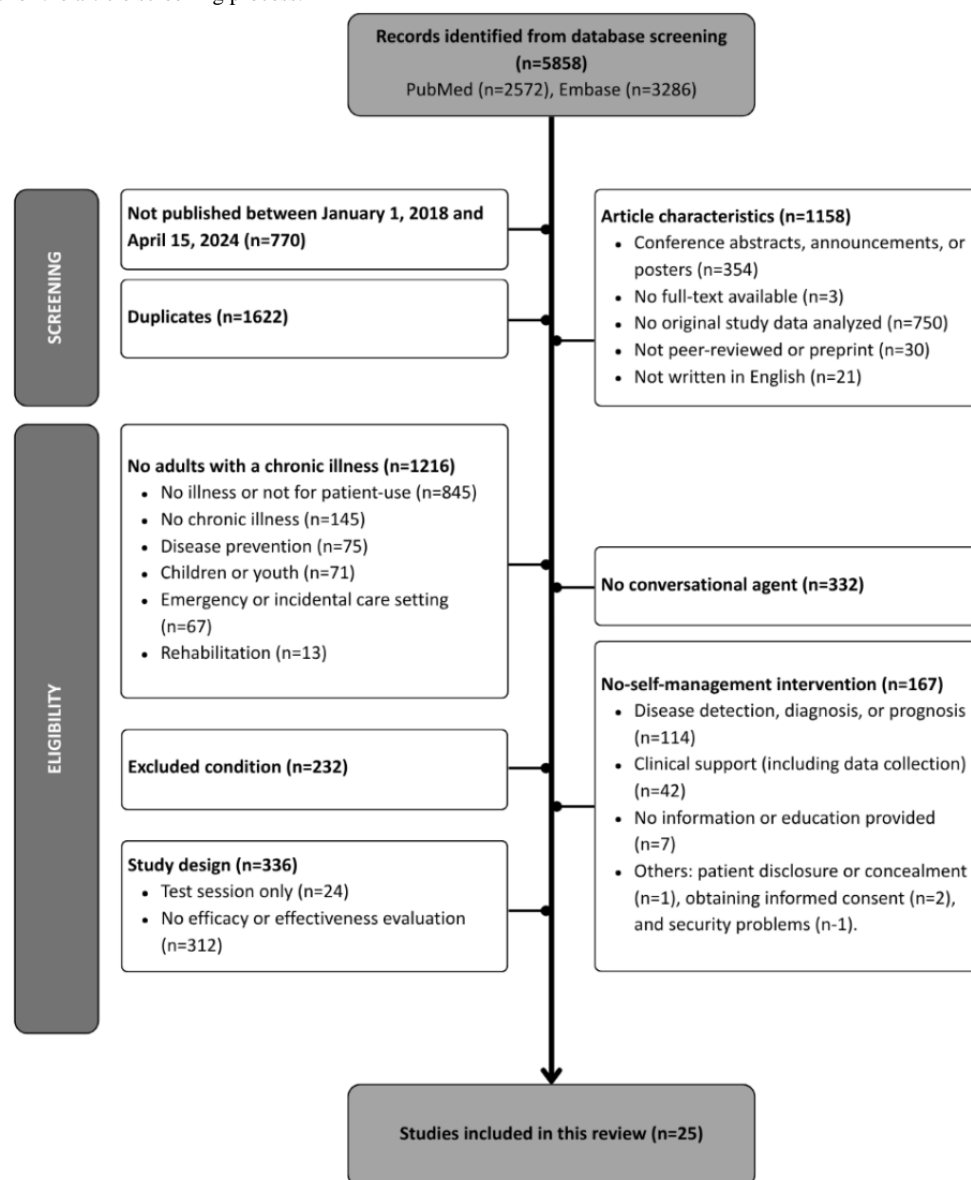 Records identified from database screening
(n=5858)
PubMed (n=2572), Embase (n=3286)
SCREENING
Not published between January 1, 2018 and
April 15, 2024 (n=770)
Duplicates (n=1622)
Article characteristics (n=1158)
• Conference abstracts, announcements, or
posters (n=354)
• No full-text available (n=3)
• No original study data analyzed (n=750)
• Not peer-reviewed or preprint (n=30)
• Not written in English (n=21)
ELIGIBILITY
No adults with a chronic illness (n=1216)
• No illness or not for patient-use (n=845)
• No chronic illness (n=145)
• Disease prevention (n=75)
• Children or youth (n=71)
• Emergency or incidental care setting
(n=67)
• Rehabilitation (n=13)
No conversational agent (n=332)
Excluded condition (n=232)
No-self-management intervention (n=167)
• Disease detection, diagnosis, or prognosis
(n=114)
• Clinical support (including data collection)
(n=42)
• No information or education provided
(n=7)
• Others: patient disclosure or concealment
(n=1), obtaining informed consent (n=2),
and security problems (n-1).
Study design (n=336)
• Test session only (n=24)
• No efficacy or effectiveness evaluation
(n=312)
Studies included in this review (n=25)